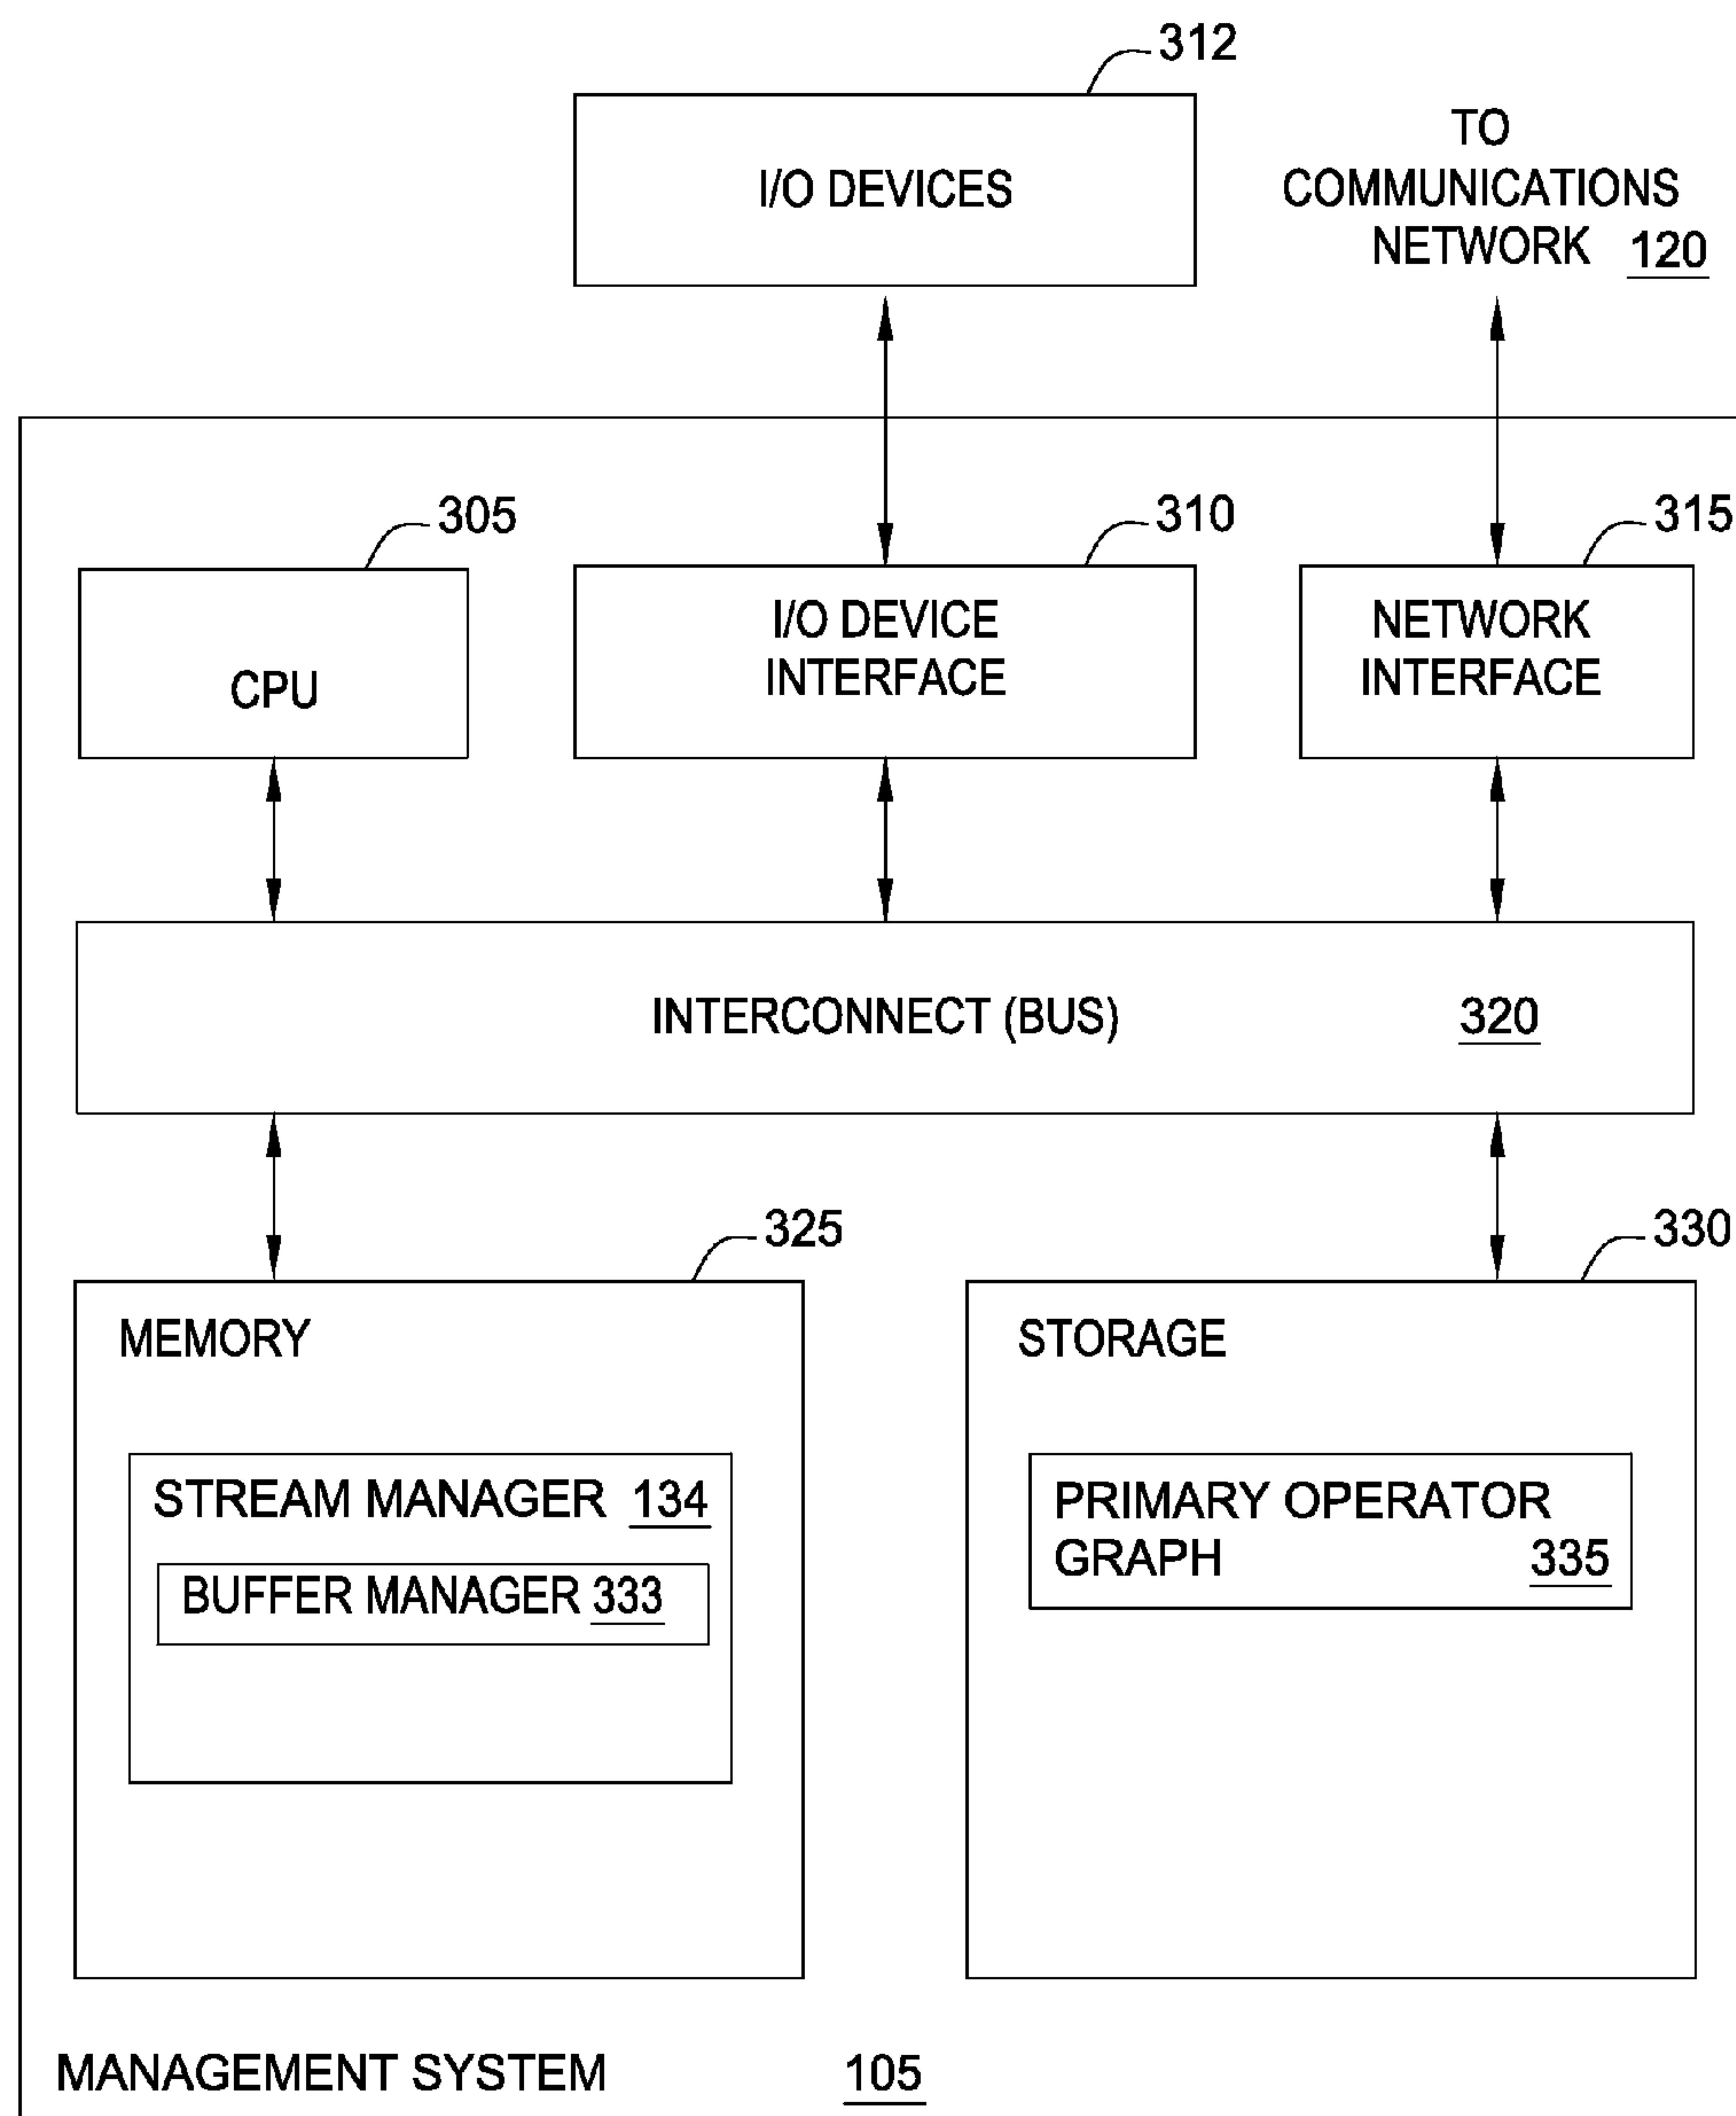 312
I/O DEVICES
TO
COMMUNICATIONS
NETWORK 120
305
310
315
CPU
I/O DEVICE
INTERFACE
NETWORK
INTERFACE
INTERCONNECT (BUS) 320
325
330
MEMORY
STREAM MANAGER 134
BUFFER MANAGER 333
STORAGE
PRIMARY OPERATOR
GRAPH 335
MANAGEMENT SYSTEM 105